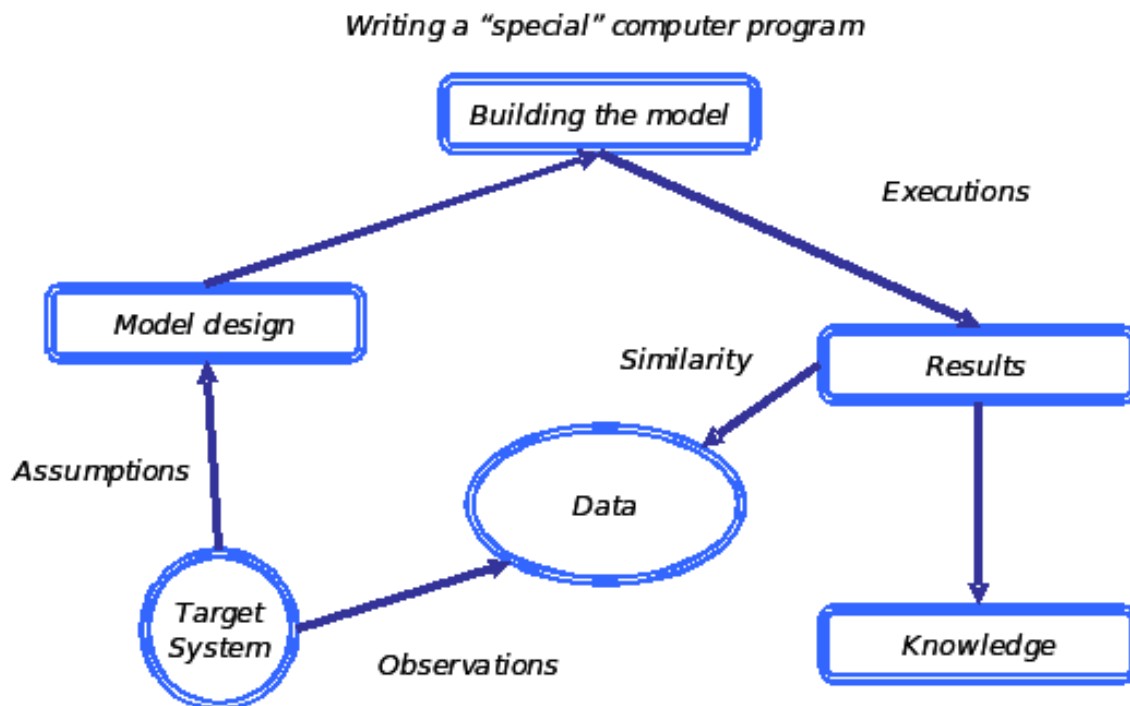 Writing a “special” computer program
Building the model
Executions
Model design
Similarity
Results
Assumptions
Data
Target
System
Observations
Knowledge